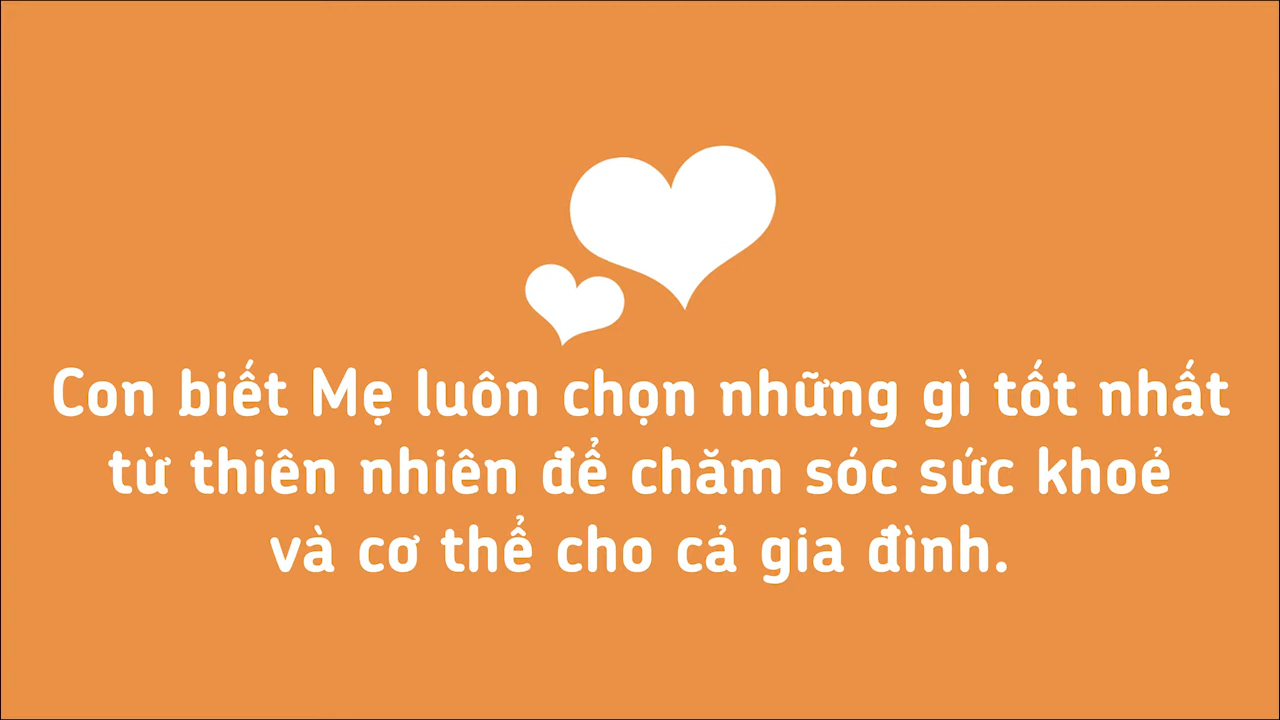 Con biết Mẹ luôn chọn những gì tốt nhất
từ thiên nhiên để chăm sóc sức khoẻ
và cơ thể cho cả gia đình.